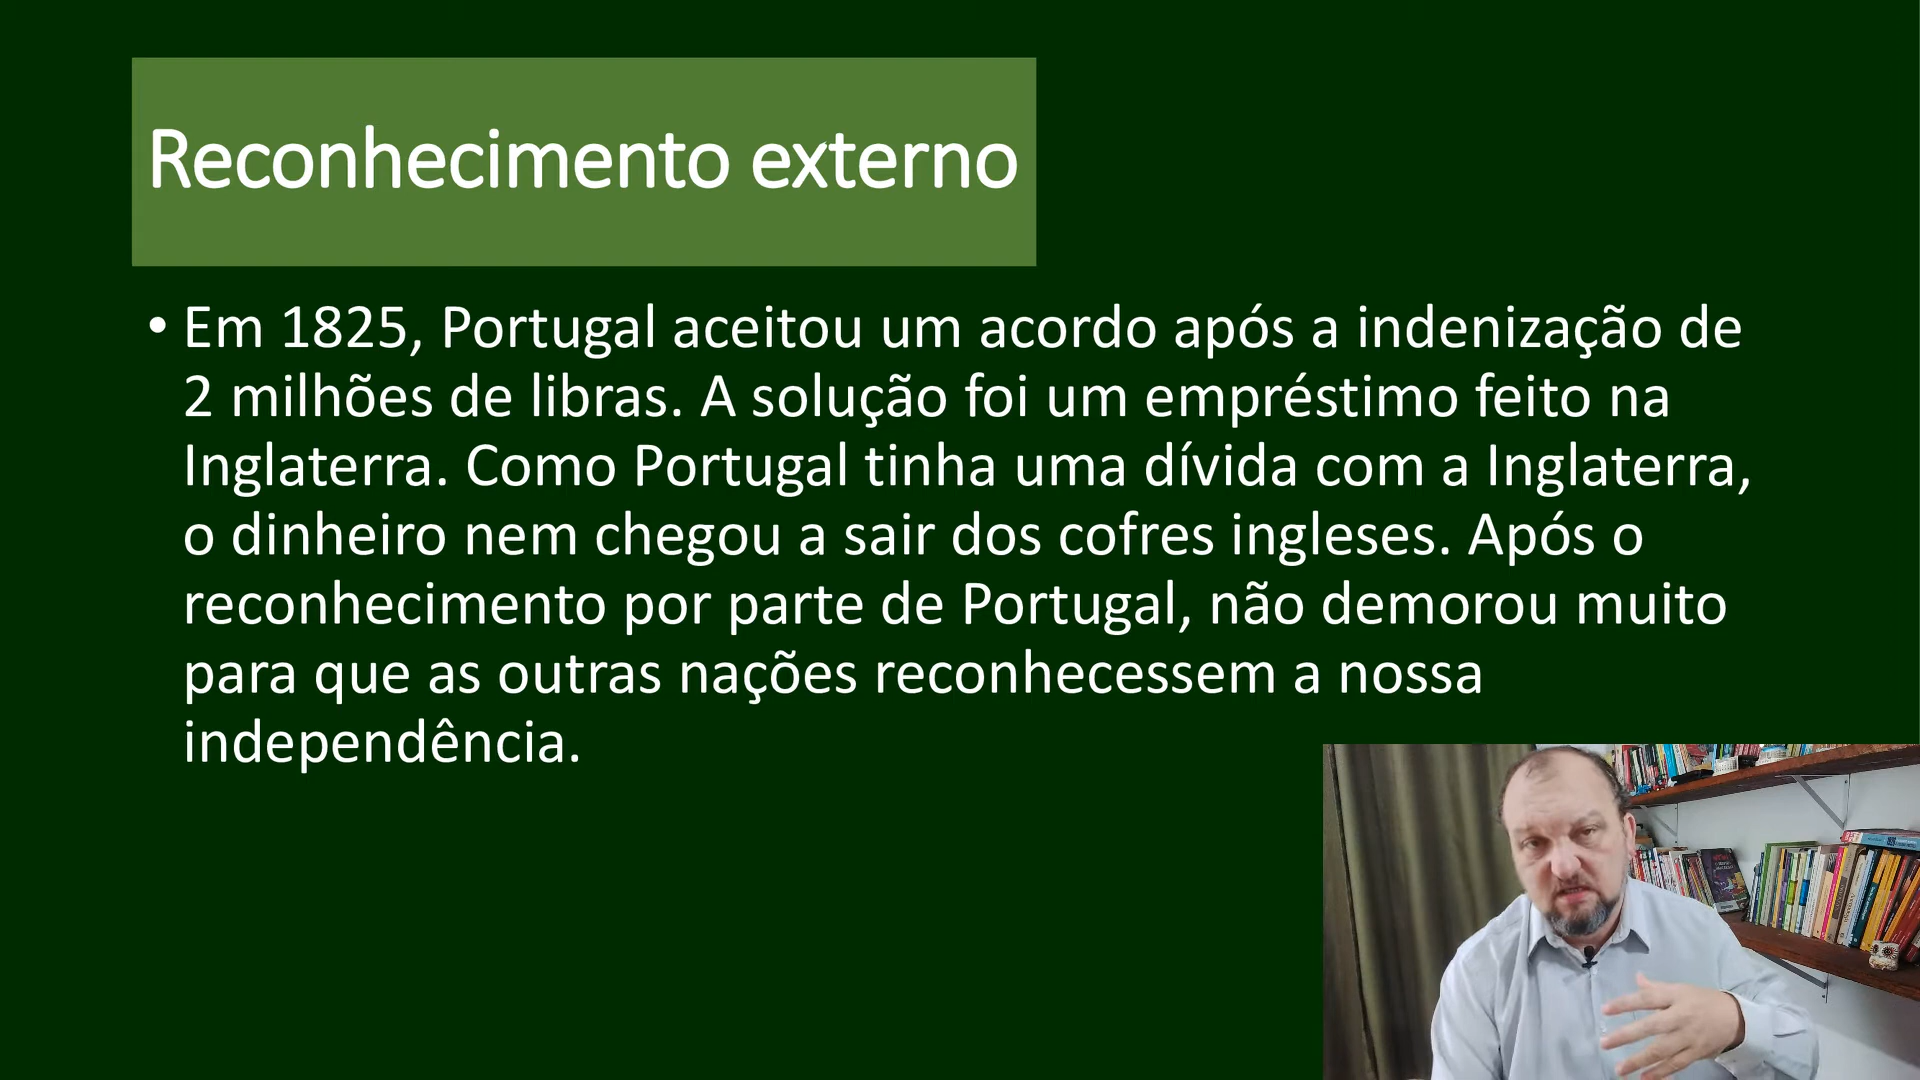 Reconhecimento externo
• Em 1825, Portugal aceitou um acordo após a indenização de
2 milhões de libras. A solução foi um empréstimo feito na
Inglaterra. Como Portugal tinha uma dívida com a Inglaterra,
o dinheiro nem chegou a sair dos cofres ingleses. Após o
reconhecimento por parte de Portugal, não demorou muito
para que as outras nações reconhecessem a nossa
independência.